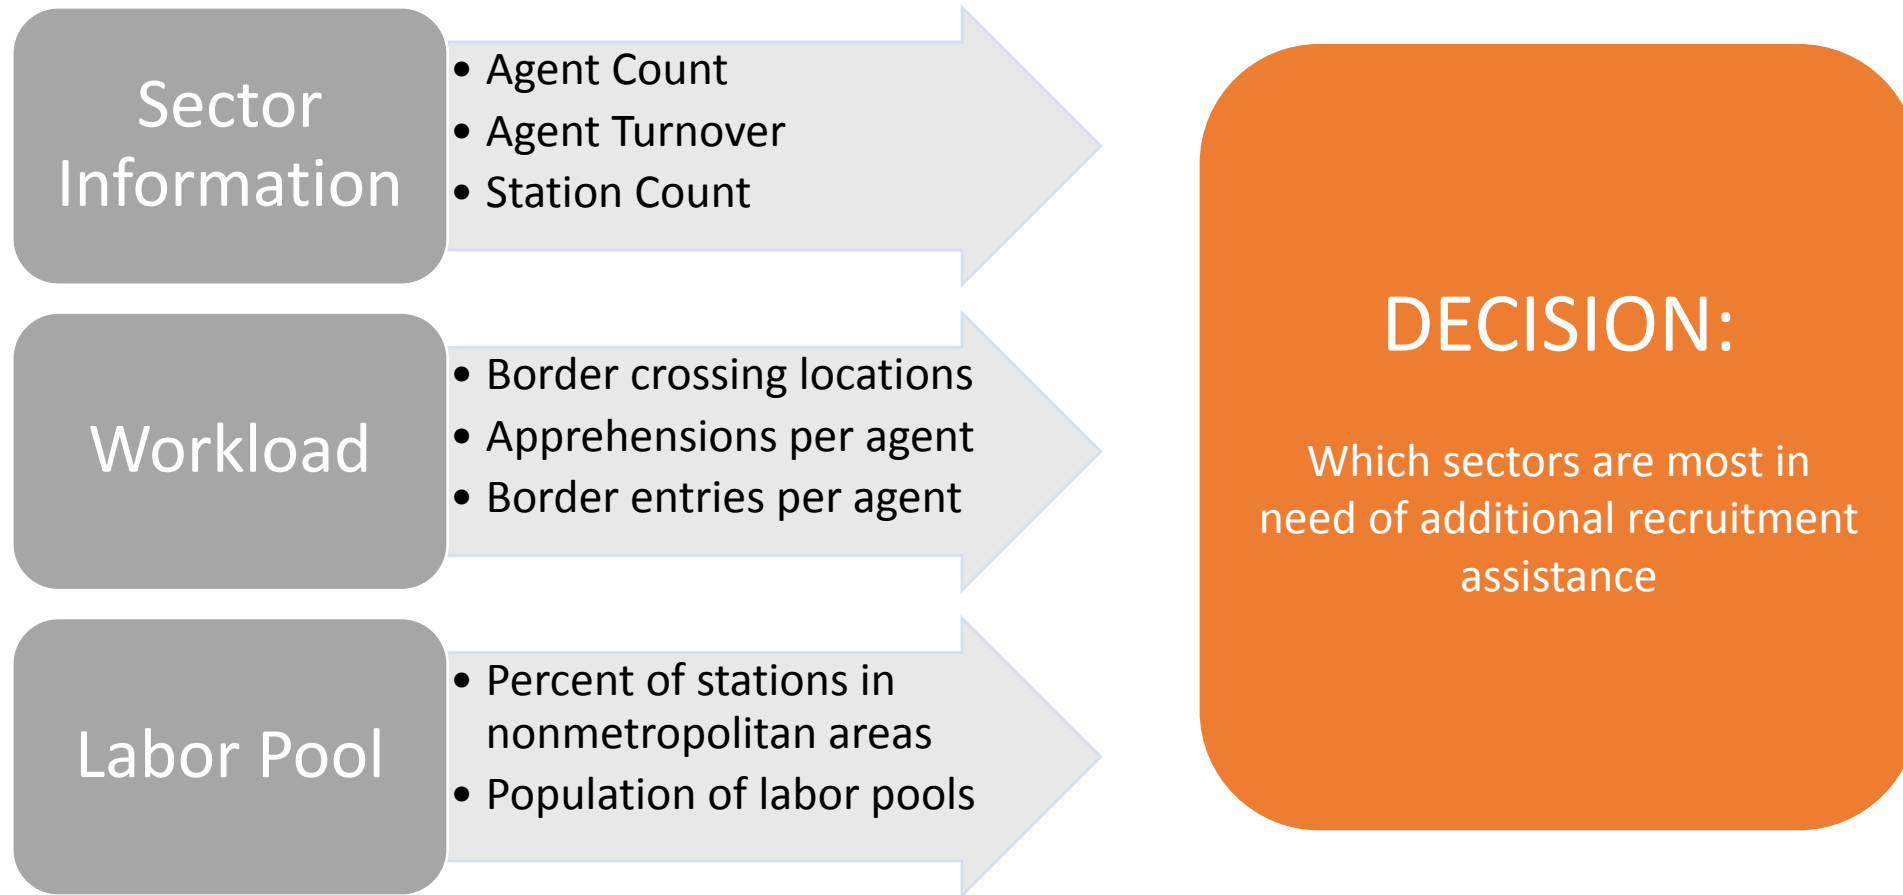 Sector
Information
• Agent Count
• Agent Turnover
• Station Count
Workload
• Border crossing locations
• Apprehensions per agent
• Border entries per agent
Labor Pool
• Percent of stations in
nonmetropolitan areas
• Population of labor pools
DECISION:
Which sectors are most in
need of additional recruitment
assistance